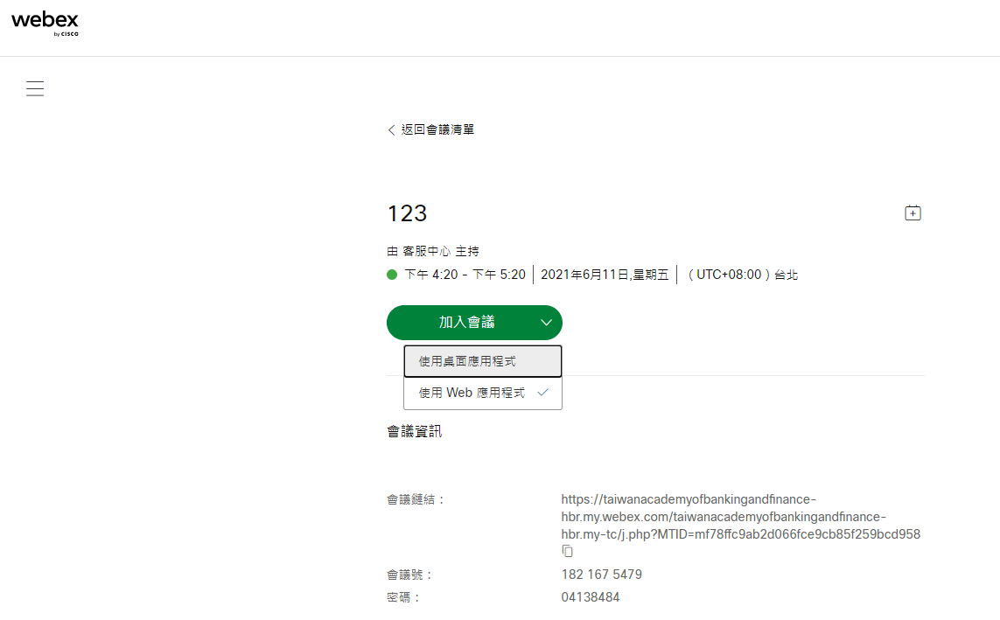 webex
by CISCO
返回會議清單
123
由 客服中心 主持
下午 4:20 - 下午 5:20 | 2021年6月11日,星期五 | （UTC+08:00）台北
加入會議
使用桌面應用程式
使用 Web 應用程式
會議資訊
會議鏈結： https://taiwanacademyofbankingandfinance-
hbr.my.webex.com/taiwanacademyofbankingandfinance-
hbr.my-tc/j.php?MTID=mf78ffc9ab2d066fce9cb85f259bcd958
會議號： 182 167 5479
密碼： 04138484